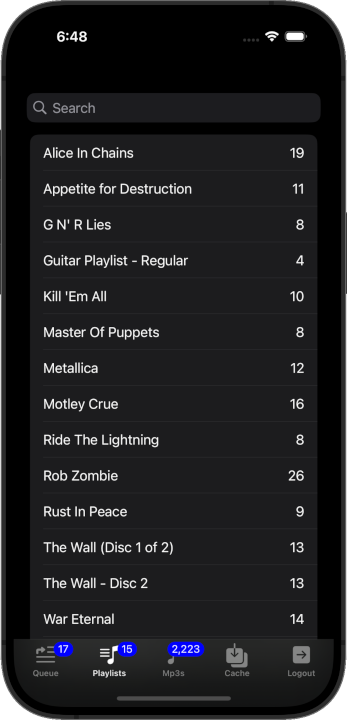 6:48
Search
Alice In Chains 19
Appetite for Destruction 11
G N' R Lies 8
Guitar Playlist - Regular 4
Kill 'Em All 10
Master Of Puppets 8
Metallica 12
Motley Crue 16
Ride The Lightning 8
Rob Zombie 26
Rust In Peace 9
The Wall (Disc 1 of 2) 13
The Wall - Disc 2 13
War Eternal 14
17 15 2,223
Queue Playlists Mp3s Cache Logout